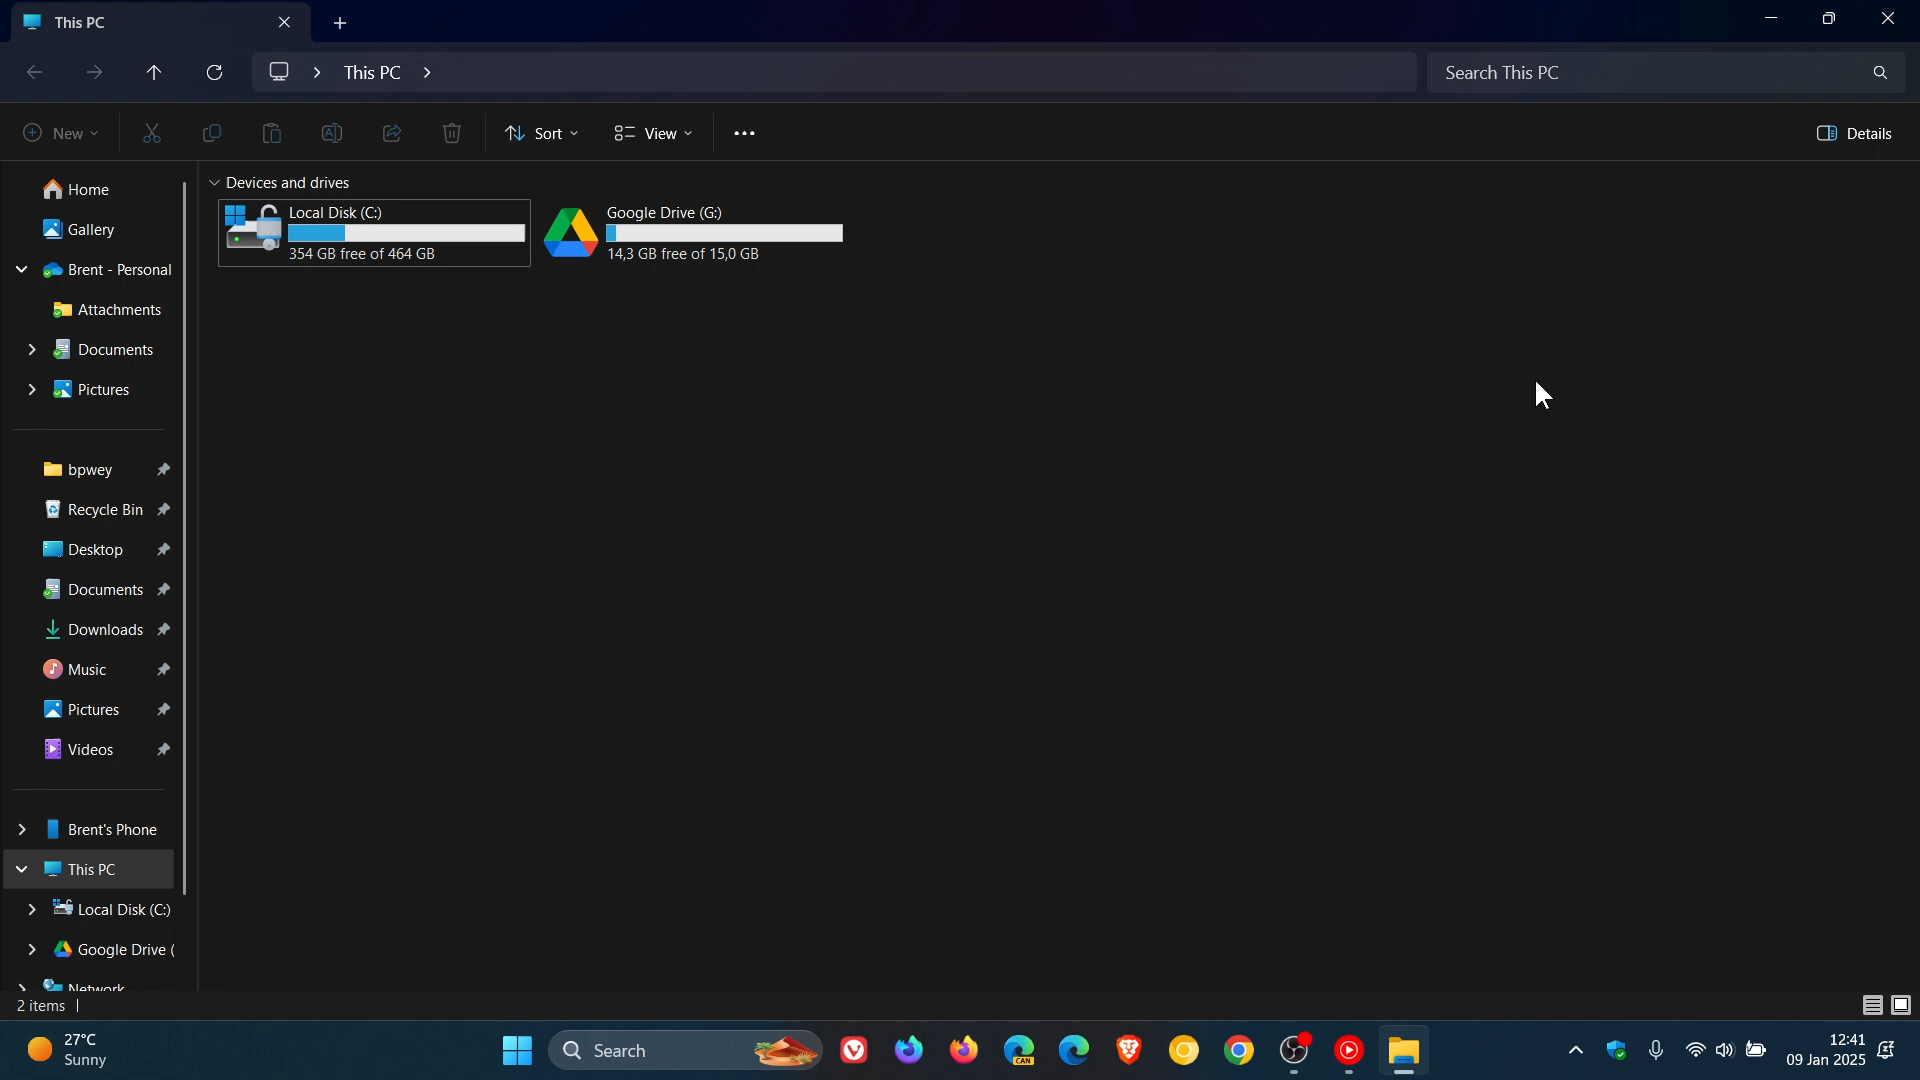 This PC
This PC
Search This PC
New
Sort
View
Details
Home
Gallery
Brent - Personal
Attachments
Documents
Pictures
bpwey
Recycle Bin
Desktop
Documents
Downloads
Music
Pictures
Videos
Brent's Phone
This PC
Local Disk (C:)
Google Drive (
Network
Devices and drives
Local Disk (C:)
354 GB free of 464 GB
Google Drive (G:)
14,3 GB free of 15,0 GB
2 items
27°C
Sunny
Search
CAN
12:41
09 Jan 2025